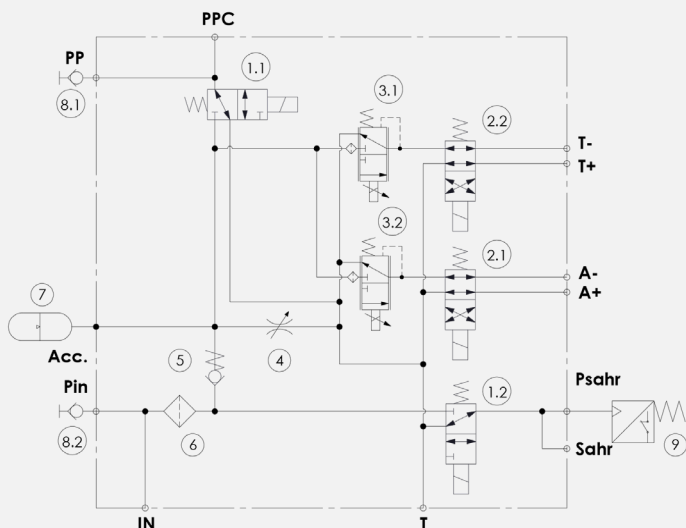 PPC
PP
1.1
8.1
3.1
2.2
T-
T+
3.2
2.1
A-
A+
7
Acc.
5
4
Pin
1.2
Psahr
8.2
6
Sahr
9
IN
T